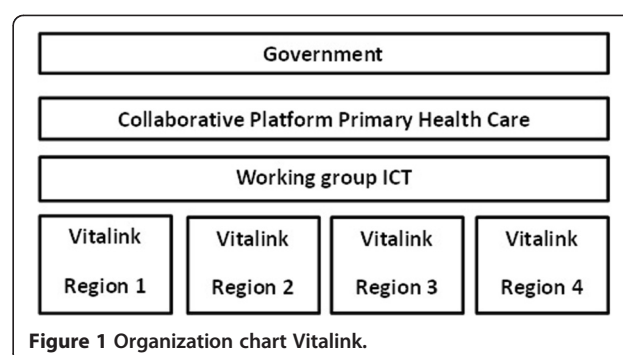 Government
Collaborative Platform Primary Health Care
Working group ICT
Vitalink
Region 1
Vitalink
Region 2
Vitalink
Region 3
Vitalink
Region 4
Figure 1 Organization chart Vitalink.